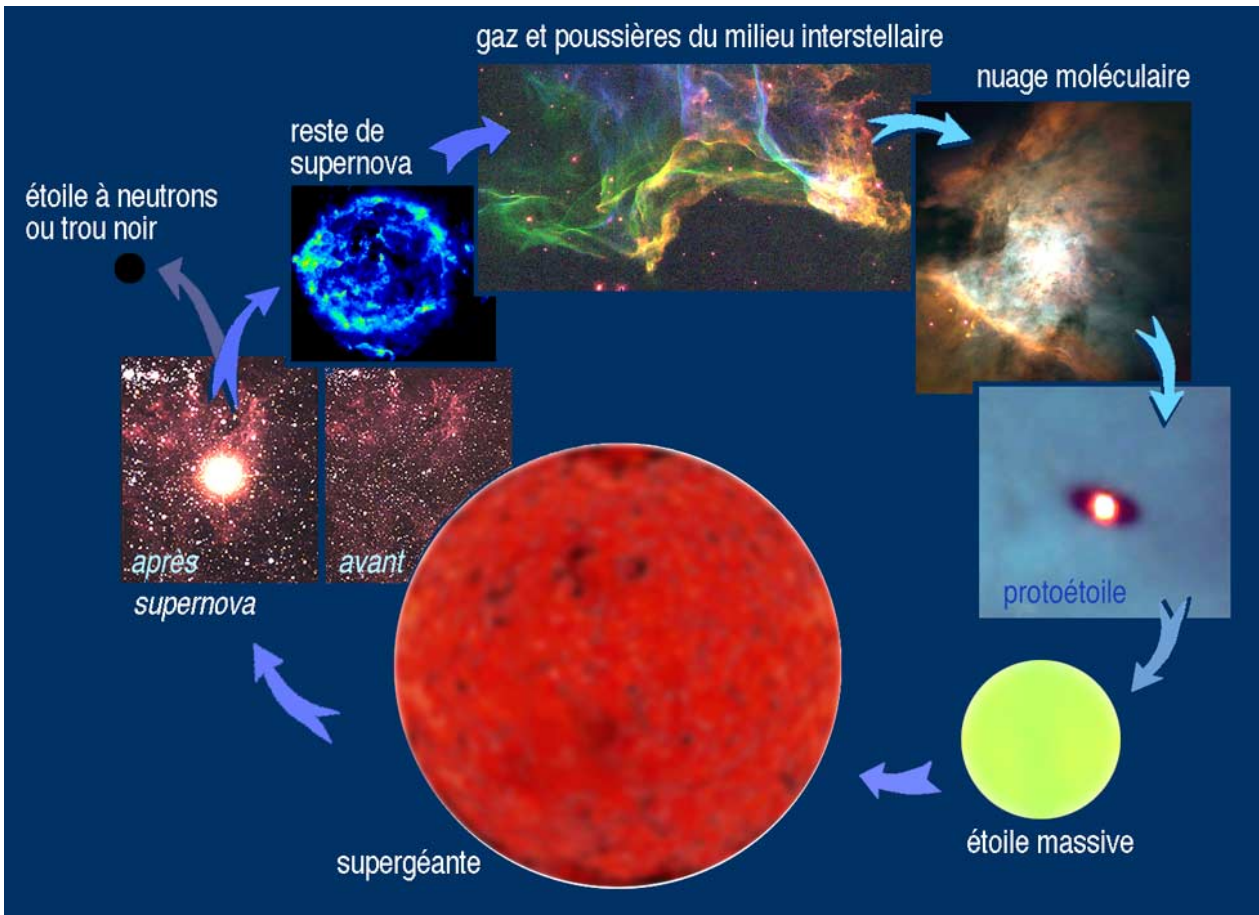 gaz et poussières du milieu interstellaire
nuage moléculaire
reste de
supernova
étoile à neutrons
ou trou noir
après
avant
supernova
protoétoile
étoile massive
supergéante